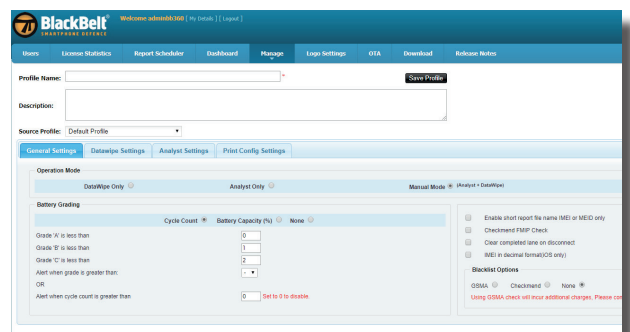 BlackBelt®
SMARTPHONE DEFENCE
Welcome adminbb360 [ My Details ] [ Logout ]
Users License Statistics Report Scheduler Dashboard Manage Logo Settings OTA Download Release Notes
Profile Name: * Save Profile
Description:
Source Profile: Default Profile
General Settings Datawipe Settings Analyst Settings Print Config Settings
Operation Mode
DataWipe Only Analyst Only Manual Mode (Analyst + DataWipe)
Battery Grading
Cycle Count Battery Capacity (%) None
Grade 'A' is less than 0
Grade 'B' is less than 1
Grade 'C' is less than 2
Alert when grade is greater than: -
OR
Alert when cycle count is greater than 0 Set to 0 to disable
Enable short report file name IMEI or MEID only
Checkmend FMIP Check
Clear completed lane on disconnect
IMEI in decimal format(iOS only)
Blacklist Options
GSMA Checkmend None
Using GSMA check will incur additional charges, Please con